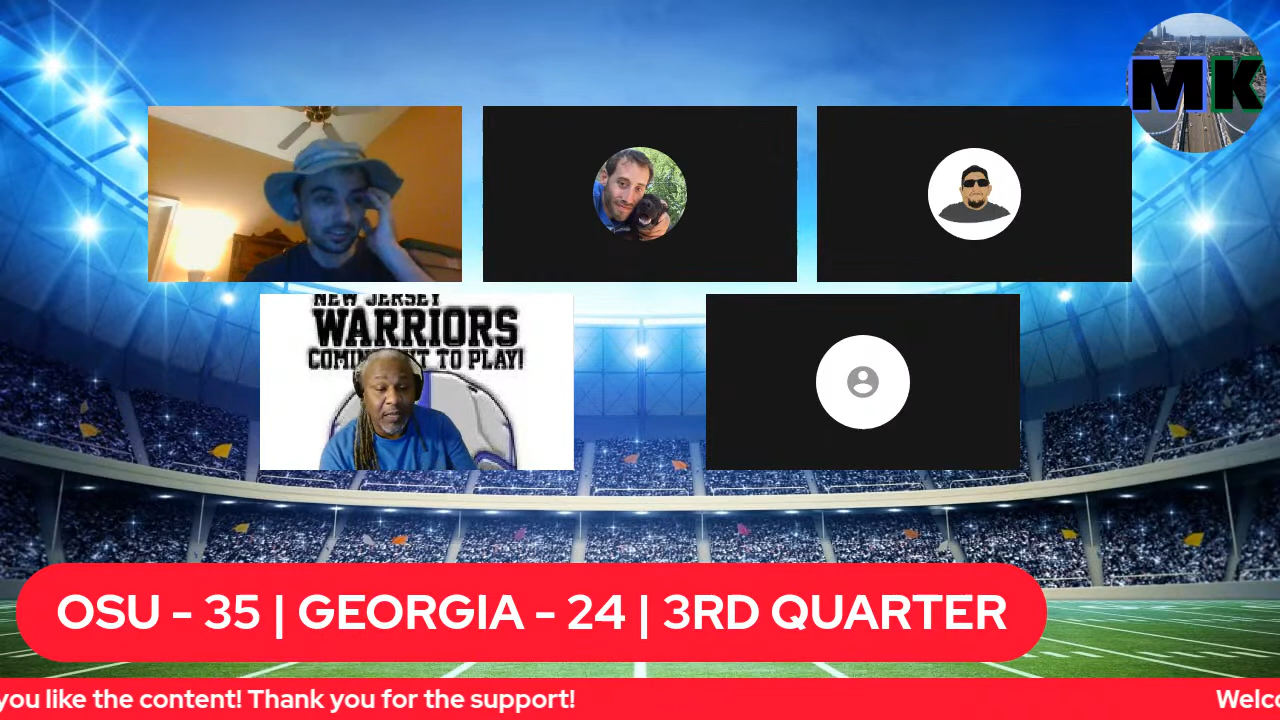 MK
NEW JERSEY
WARRIORS
TO PLAY!
OSU - 35 | GEORGIA - 24 | 3RD QUARTER
you like the content! Thank you for the support!